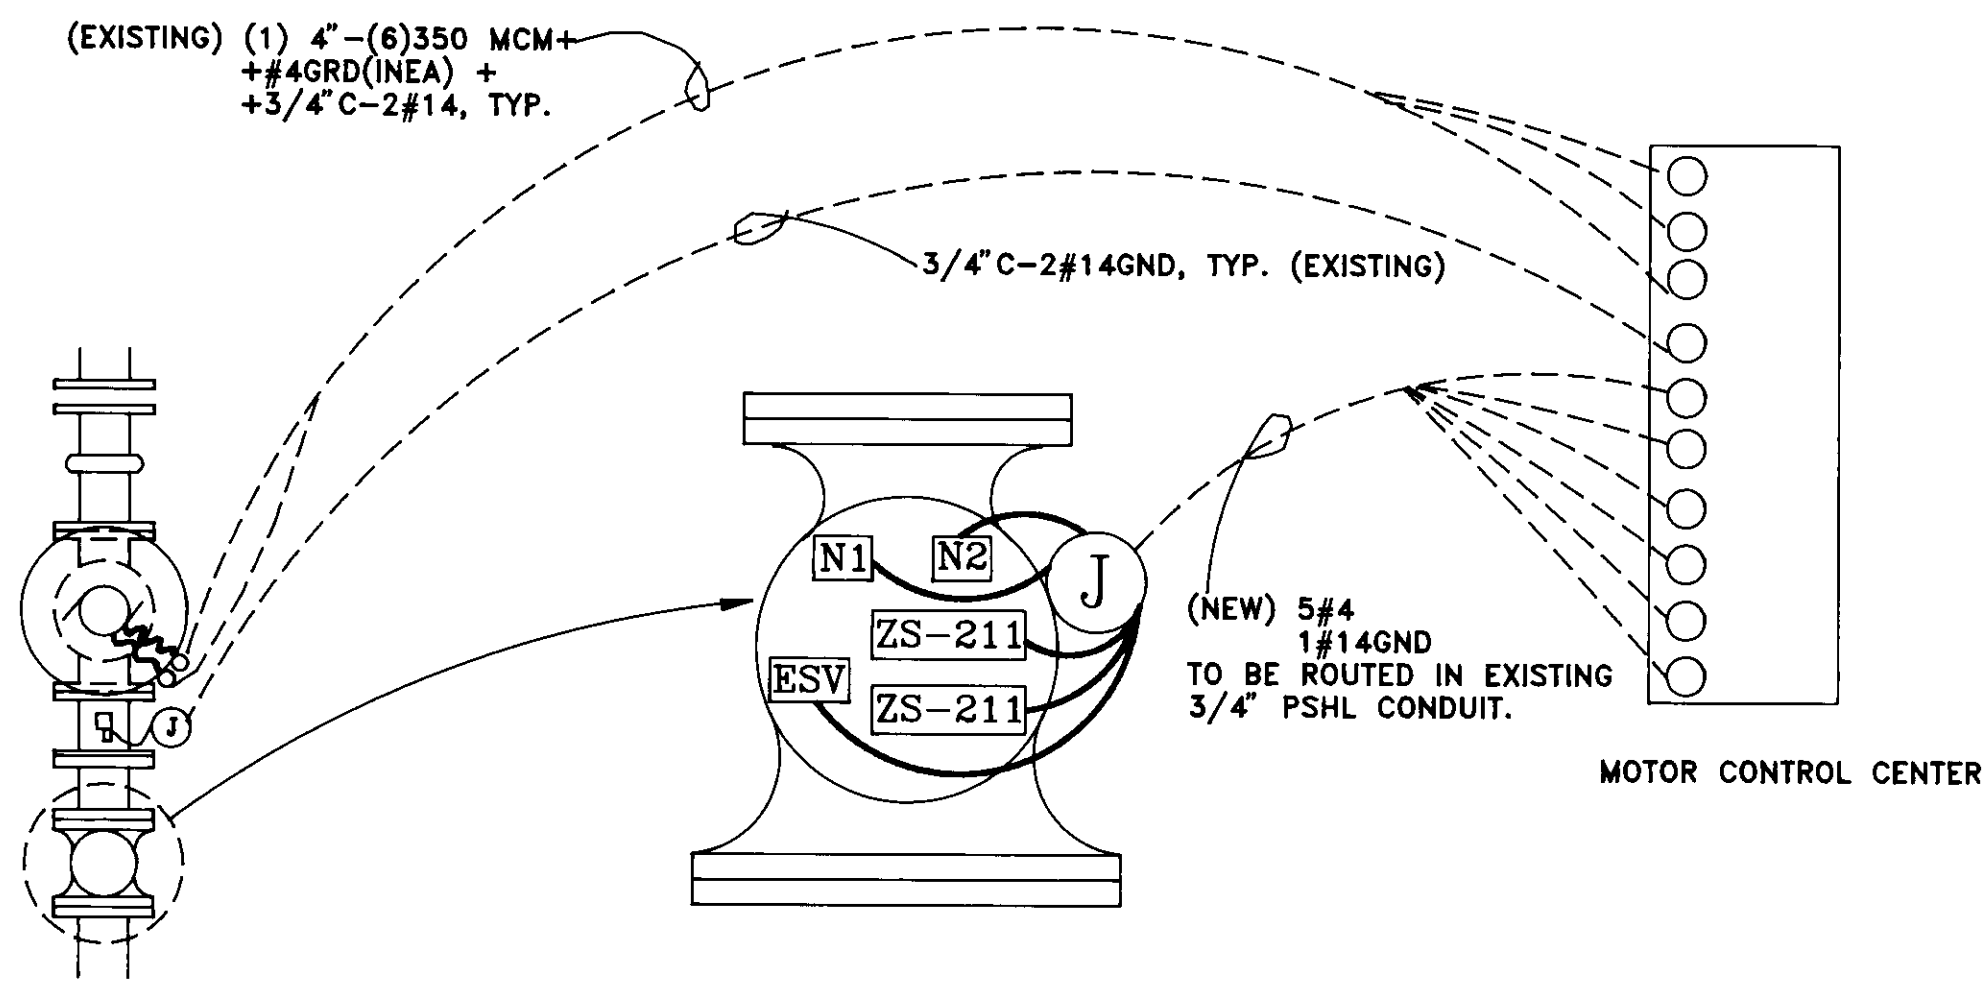 (EXISTING) (1) 4"-(6)350 MCM+
+#4GRD(INEA) +
+3/4"C-2#14, TYP.
3/4"C-2#14GND, TYP. (EXISTING)
N1
N2
J
ZS-211
ESV
ZS-211
(NEW) 5#4
1#14GND
TO BE ROUTED IN EXISTING
3/4" PSHL CONDUIT.
J
MOTOR CONTROL CENTER